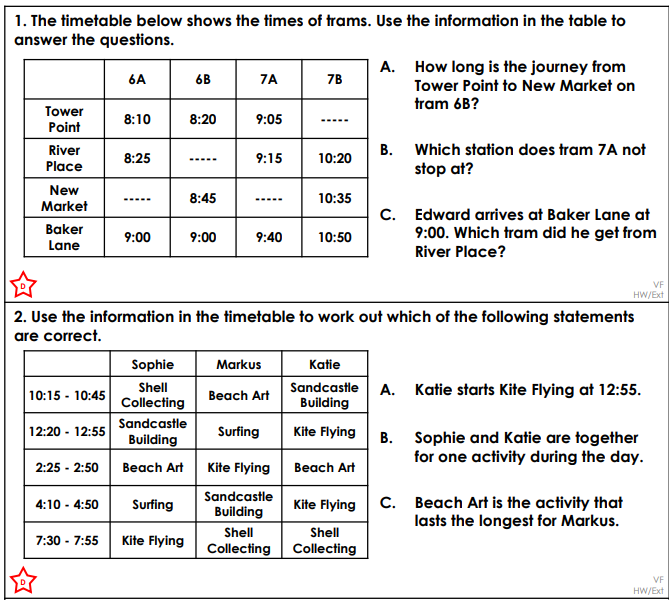 1. The timetable below shows the times of trams. Use the information in the table to
answer the questions.
6A 6B 7A 7B
Tower
Point 8:10 8:20 9:05 -----
River
Place 8:25 ----- 9:15 10:20
New
Market ----- 8:45 ----- 10:35
Baker
Lane 9:00 9:00 9:40 10:50
A. How long is the journey from
Tower Point to New Market on
tram 6B?
B. Which station does tram 7A not
stop at?
C. Edward arrives at Baker Lane at
9:00. Which tram did he get from
River Place?
D
VF
HW/Ext
2. Use the information in the timetable to work out which of the following statements
are correct.
Sophie Markus Katie
10:15 - 10:45 Shell Collecting Beach Art Sandcastle Building
12:20 - 12:55 Sandcastle Building Surfing Kite Flying
2:25 - 2:50 Beach Art Kite Flying Beach Art
4:10 - 4:50 Surfing Sandcastle Building Kite Flying
7:30 - 7:55 Kite Flying Shell Collecting Shell Collecting
A. Katie starts Kite Flying at 12:55.
B. Sophie and Katie are together
for one activity during the day.
C. Beach Art is the activity that
lasts the longest for Markus.
D
VF
HW/Ext